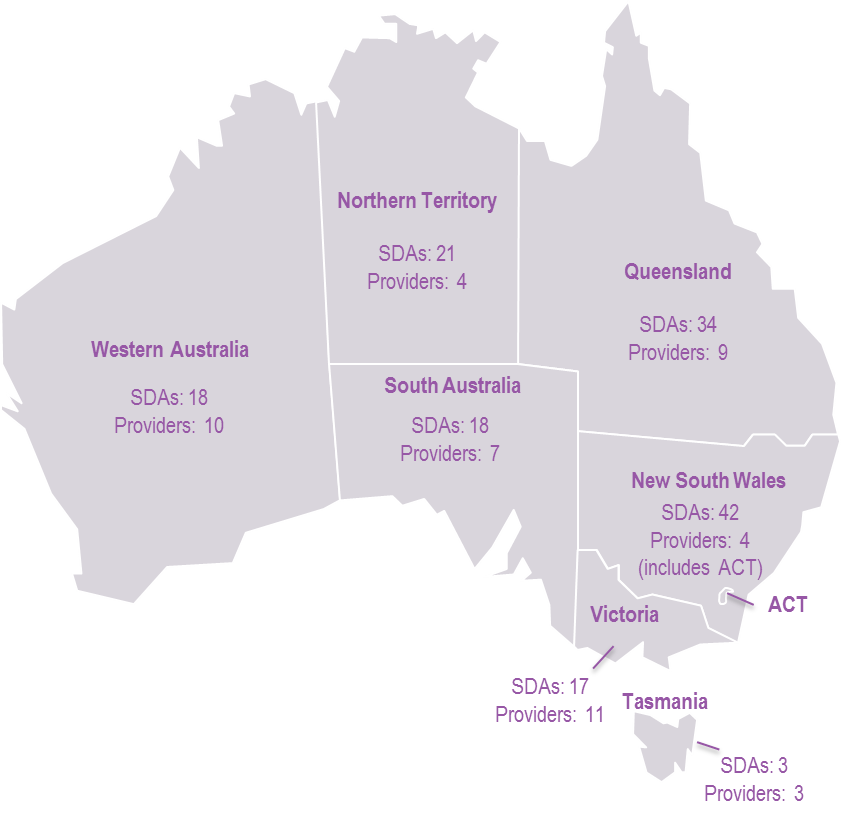 Northern Territory
SDAs: 21
Providers: 4
Queensland
SDAs: 34
Providers: 9
Western Australia
SDAs: 18
Providers: 10
South Australia
SDAs: 18
Providers: 7
New South Wales
SDAs: 42
Providers: 4
(includes ACT)
ACT
Victoria
SDAs: 17
Providers: 11
Tasmania
SDAs: 3
Providers: 3